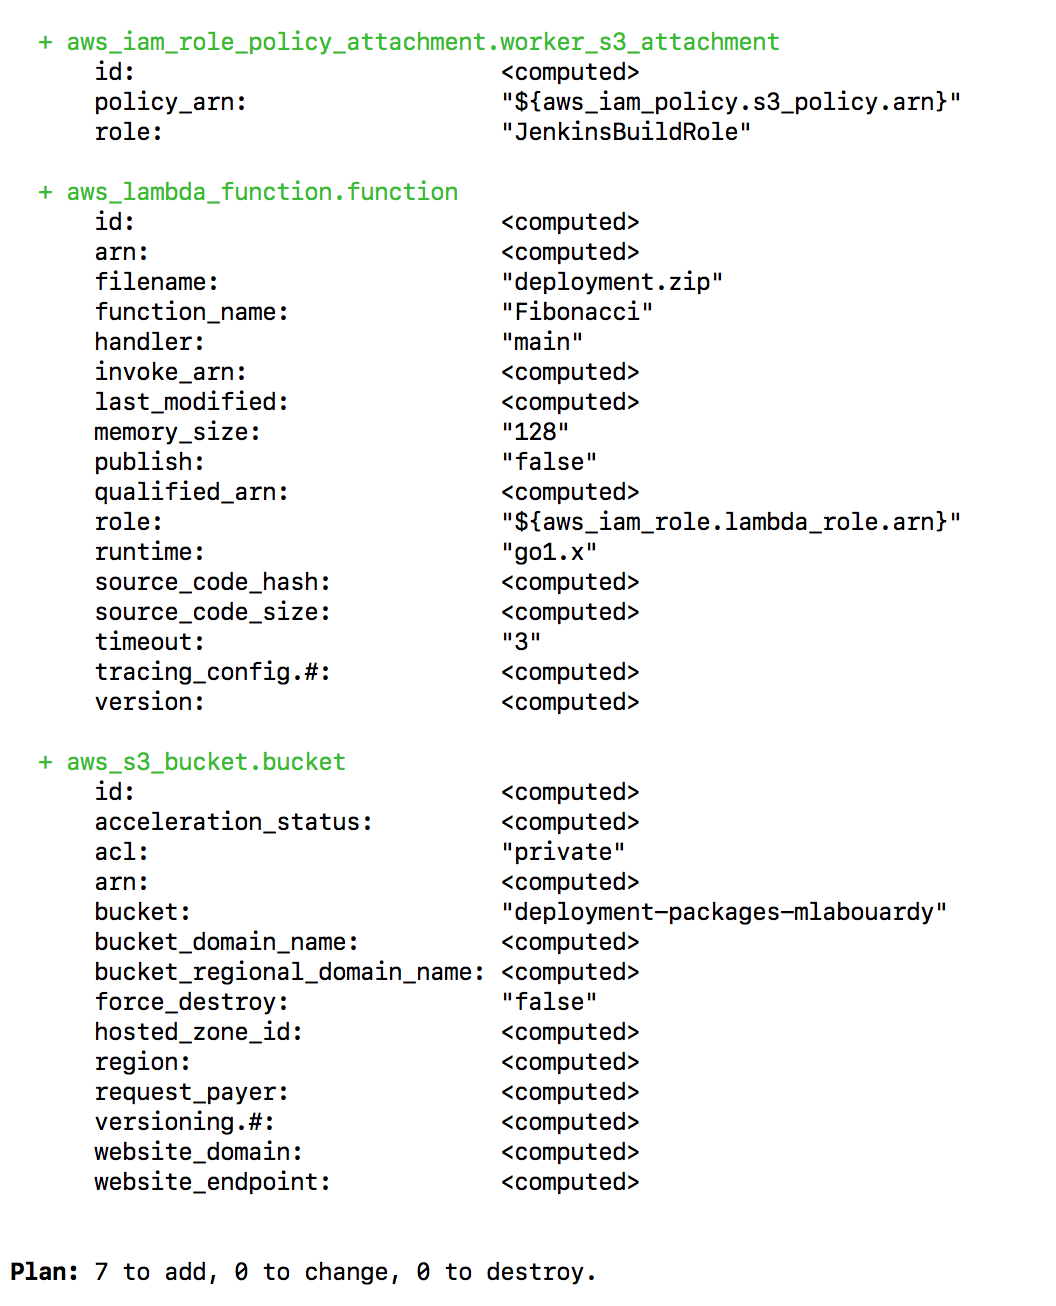 + aws_iam_role_policy_attachment.worker_s3_attachment
id: <computed>
policy_arn: "${aws_iam_policy.s3_policy.arn}"
role: "JenkinsBuildRole"
+ aws_lambda_function.function
id: <computed>
arn: <computed>
filename: "deployment.zip"
function_name: "Fibonacci"
handler: "main"
invoke_arn: <computed>
last_modified: <computed>
memory_size: "128"
publish: "false"
qualified_arn: <computed>
role: "${aws_iam_role.lambda_role.arn}"
runtime: "go1.x"
source_code_hash: <computed>
source_code_size: <computed>
timeout: "3"
tracing_config.#: <computed>
version: <computed>
+ aws_s3_bucket.bucket
id: <computed>
acceleration_status: <computed>
acl: "private"
arn: <computed>
bucket: "deployment-packages-mlabouardy"
bucket_domain_name: <computed>
bucket_regional_domain_name: <computed>
force_destroy: "false"
hosted_zone_id: <computed>
region: <computed>
request_payer: <computed>
versioning.#: <computed>
website_domain: <computed>
website_endpoint: <computed>
Plan: 7 to add, 0 to change, 0 to destroy.